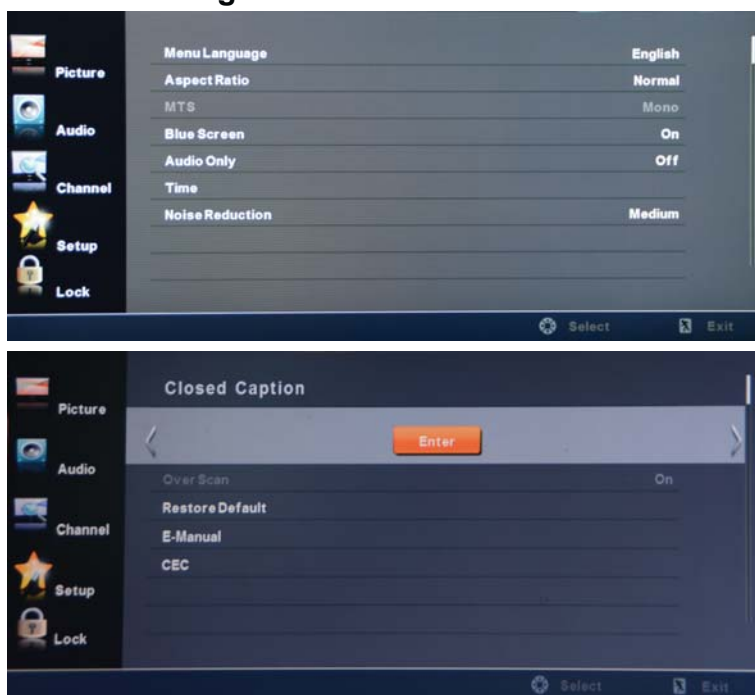 Picture
Audio
Channel
Setup
Lock
Menu Language English
Aspect Ratio Normal
MTS Mono
Blue Screen On
Audio Only Off
Time
Noise Reduction Medium
Select Exit
Picture
Audio
Channel
Setup
Lock
Closed Caption
Enter
Over Scan On
Restore Default
E-Manual
CEC
Select Exit